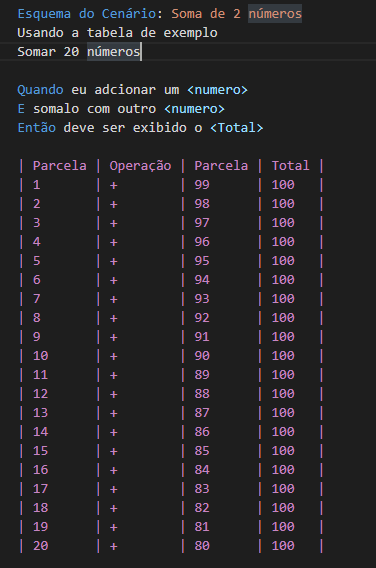 Esquema do Cenário: Soma de 2 números
Usando a tabela de exemplo
Somar 20 números
Quando eu adcionar um <numero>
E somalo com outro <numero>
Então deve ser exibido o <Total>
| Parcela | Operação | Parcela | Total |
| 1 | + | 99 | 100 |
| 2 | + | 98 | 100 |
| 3 | + | 97 | 100 |
| 4 | + | 96 | 100 |
| 5 | + | 95 | 100 |
| 6 | + | 94 | 100 |
| 7 | + | 93 | 100 |
| 8 | + | 92 | 100 |
| 9 | + | 91 | 100 |
| 10 | + | 90 | 100 |
| 11 | + | 89 | 100 |
| 12 | + | 88 | 100 |
| 13 | + | 87 | 100 |
| 14 | + | 86 | 100 |
| 15 | + | 85 | 100 |
| 16 | + | 84 | 100 |
| 17 | + | 83 | 100 |
| 18 | + | 82 | 100 |
| 19 | + | 81 | 100 |
| 20 | + | 80 | 100 |